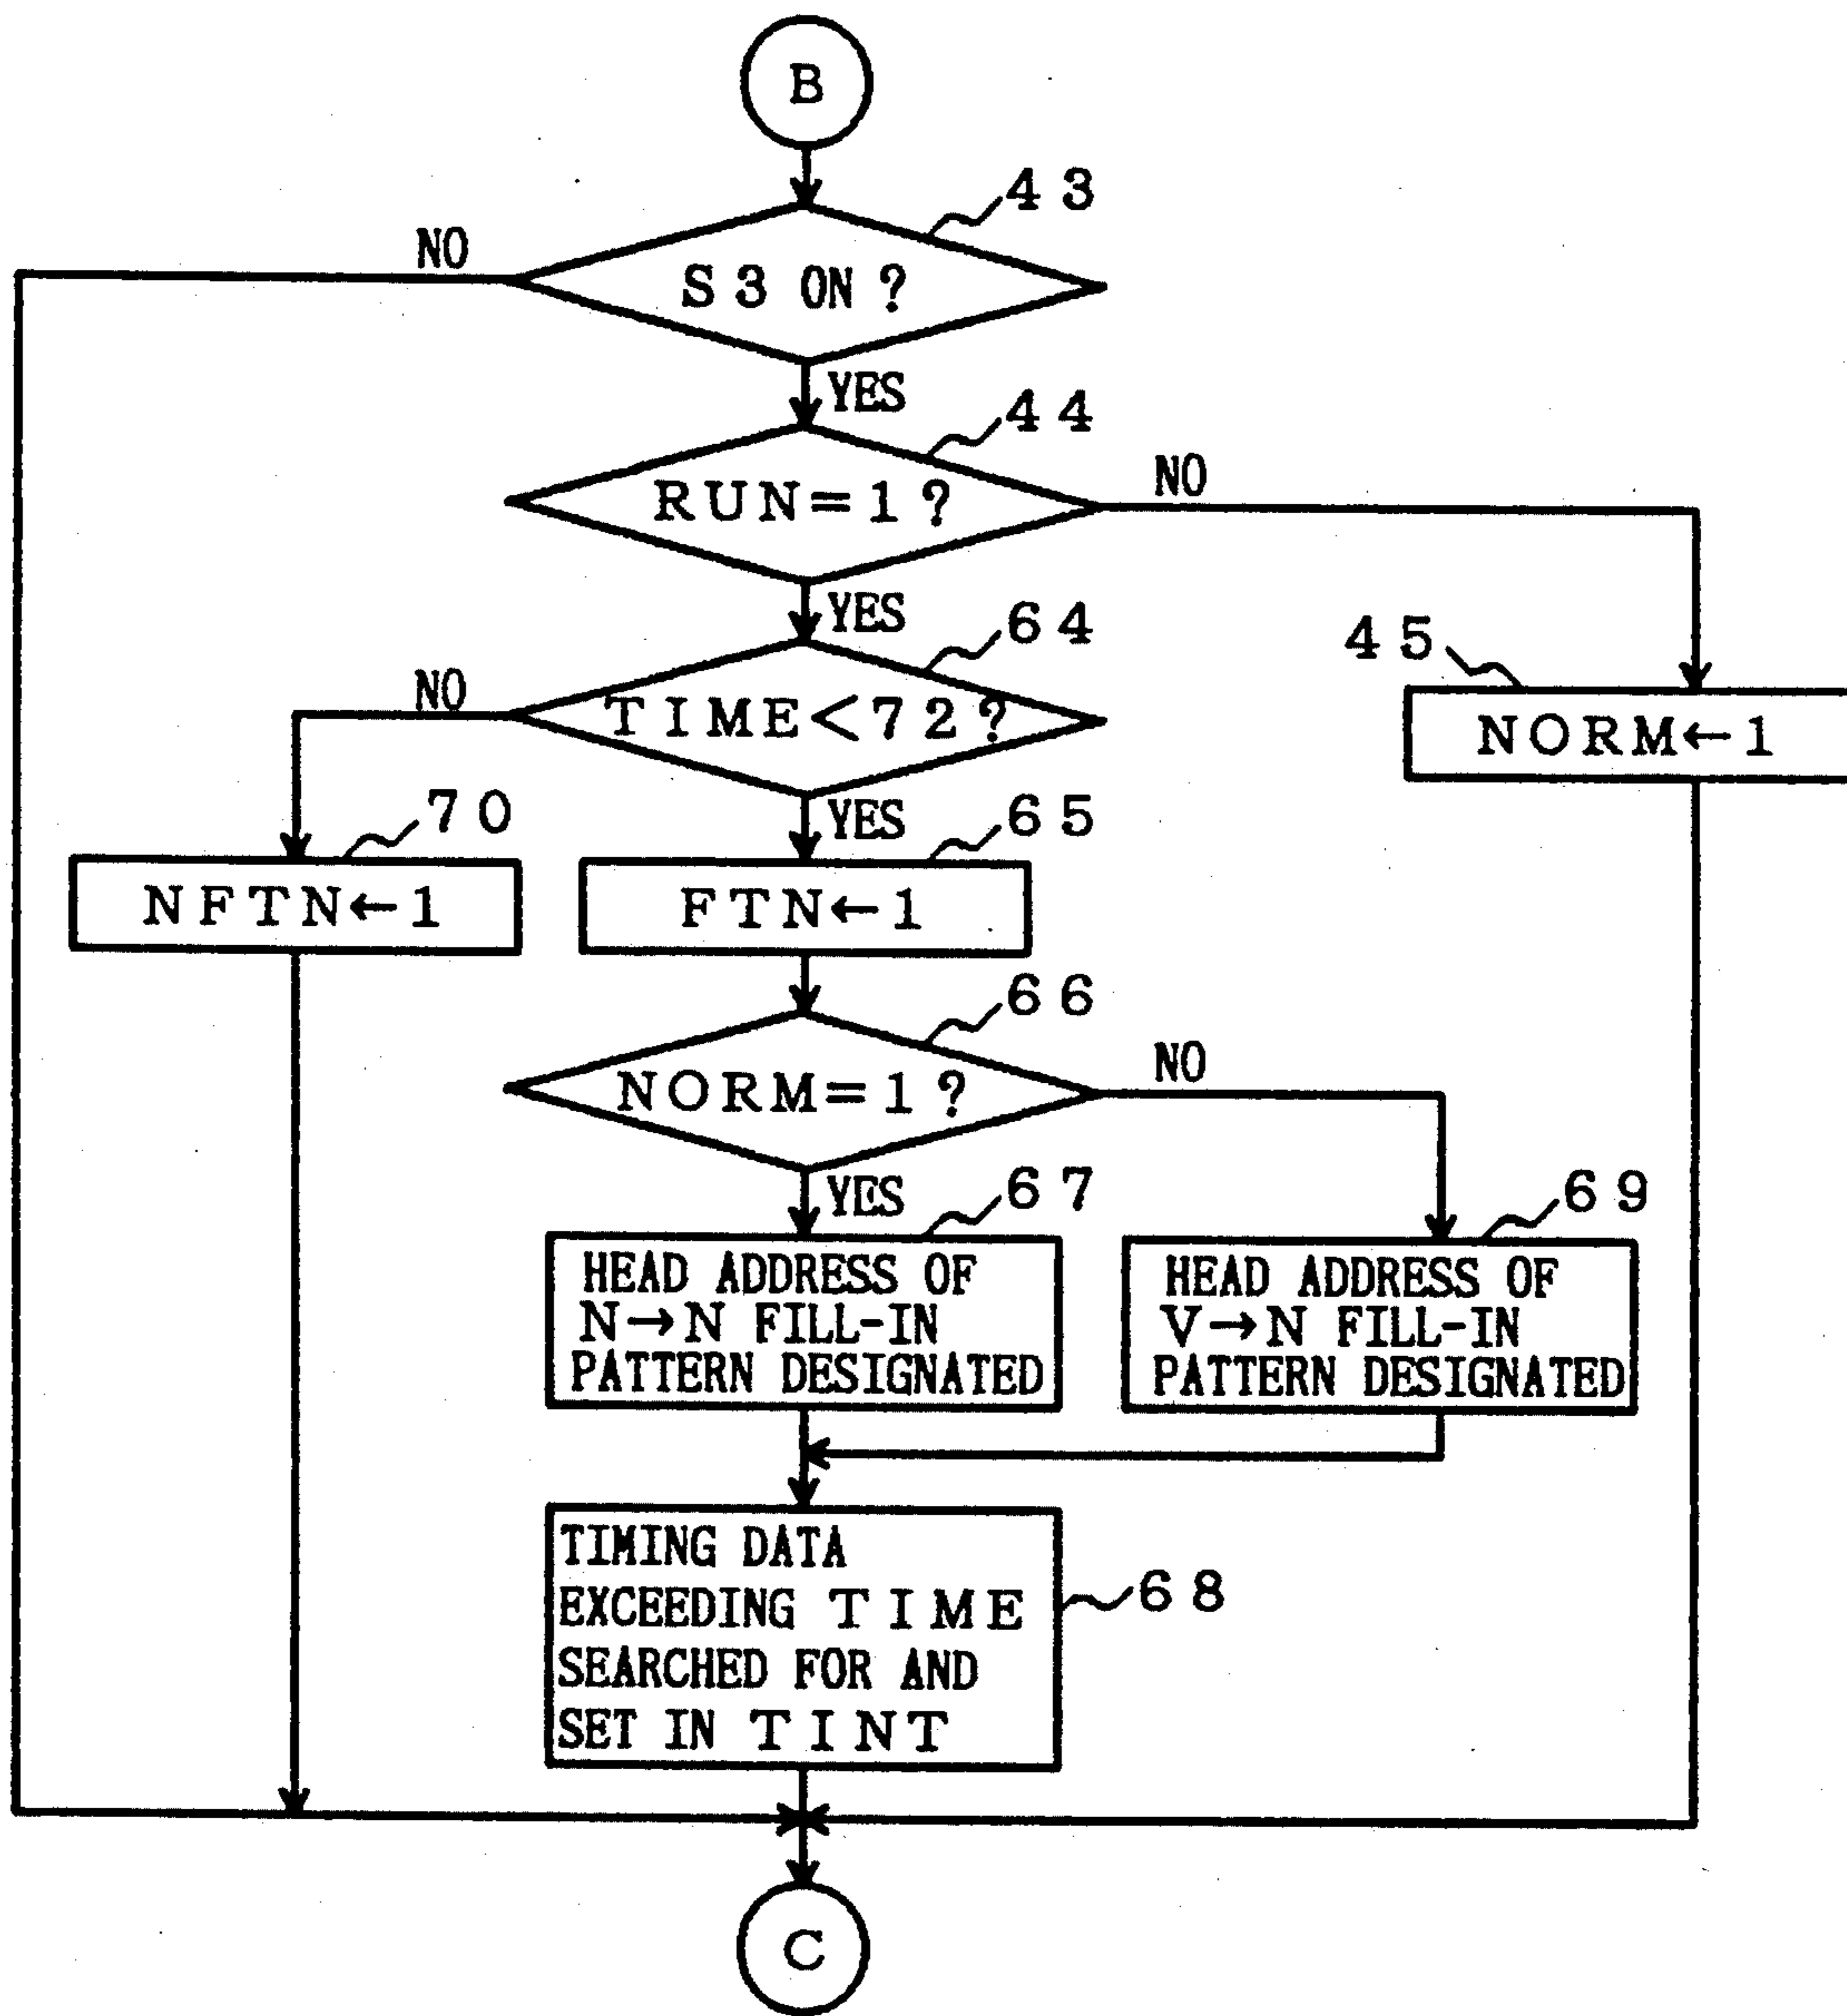 B
43
NO
S3 ON?
YES
44
NO
RUN=1?
YES
64
45
NO
TIME<72?
NORM←1
YES
70
65
NFTN←1
FTN←1
66
NO
NORM=1?
YES
67
69
HEAD ADDRESS OF
N→N FILL-IN
PATTERN DESIGNATED
HEAD ADDRESS OF
V→N FILL-IN
PATTERN DESIGNATED
TIMING DATA
EXCEEDING TIME
SEARCHED FOR AND
SET IN TINT
68
C